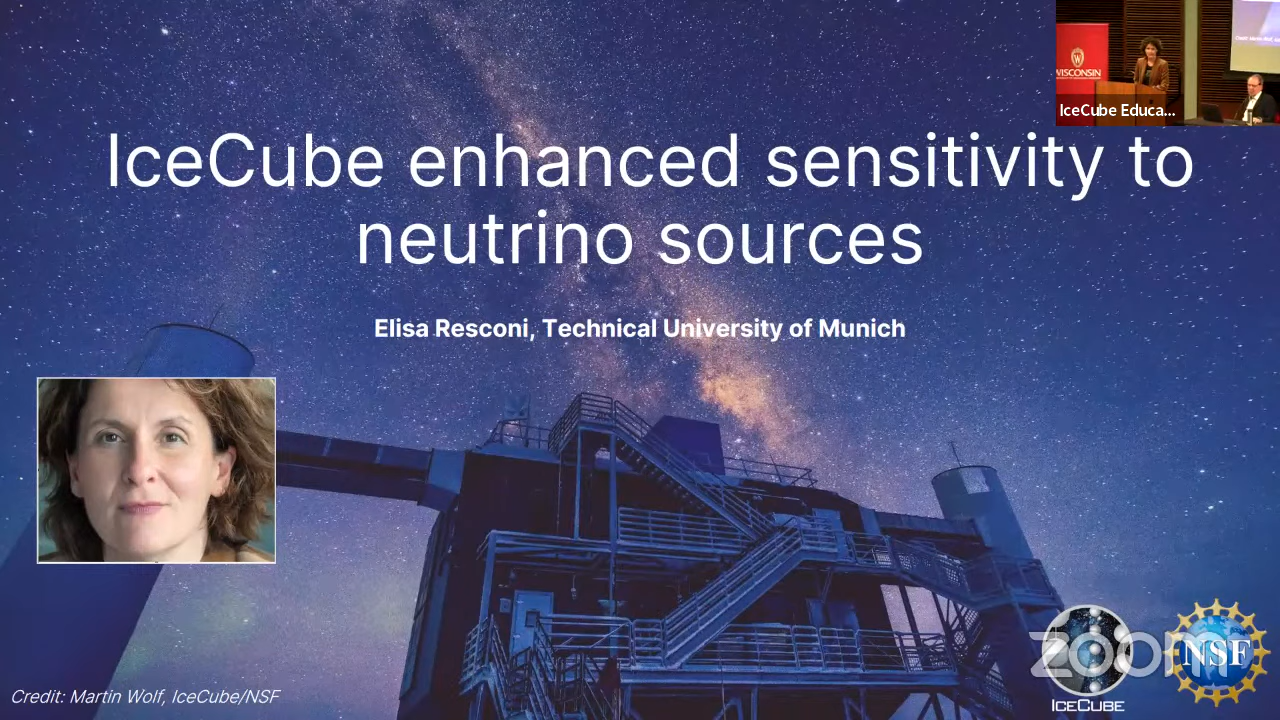 WISCONSIN
IceCube Educa...
IceCube enhanced sensitivity to
neutrino sources
Elisa Resconi, Technical University of Munich
zoom
NSF
ICECUBE
Credit: Martin Wolf, IceCube/NSF